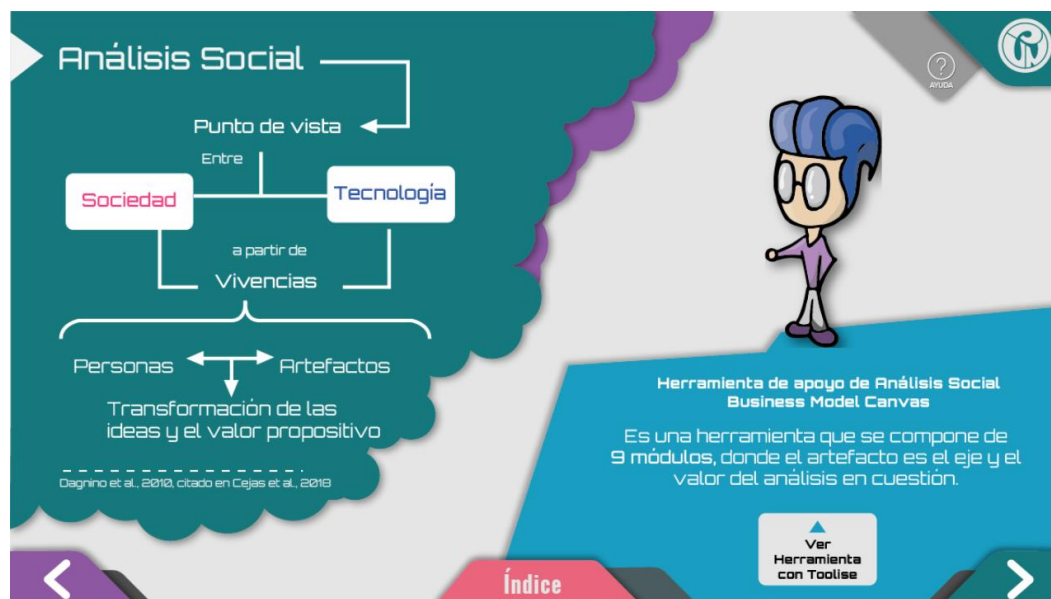 Análisis Social
Punto de vista
Entre
Sociedad
Tecnología
a partir de
Vivencias
Personas
Artefactos
Transformación de las
ideas y el valor propositivo
Dagnino et al., 2010, citado en Cejas et al., 2018
?
AYUDA
Herramienta de apoyo de Análisis Social
Business Model Canvas
Es una herramienta que se compone de
9 módulos, donde el artefacto es el eje y el
valor del análisis en cuestión.
Ver
Herramienta
con Toolise
Índice